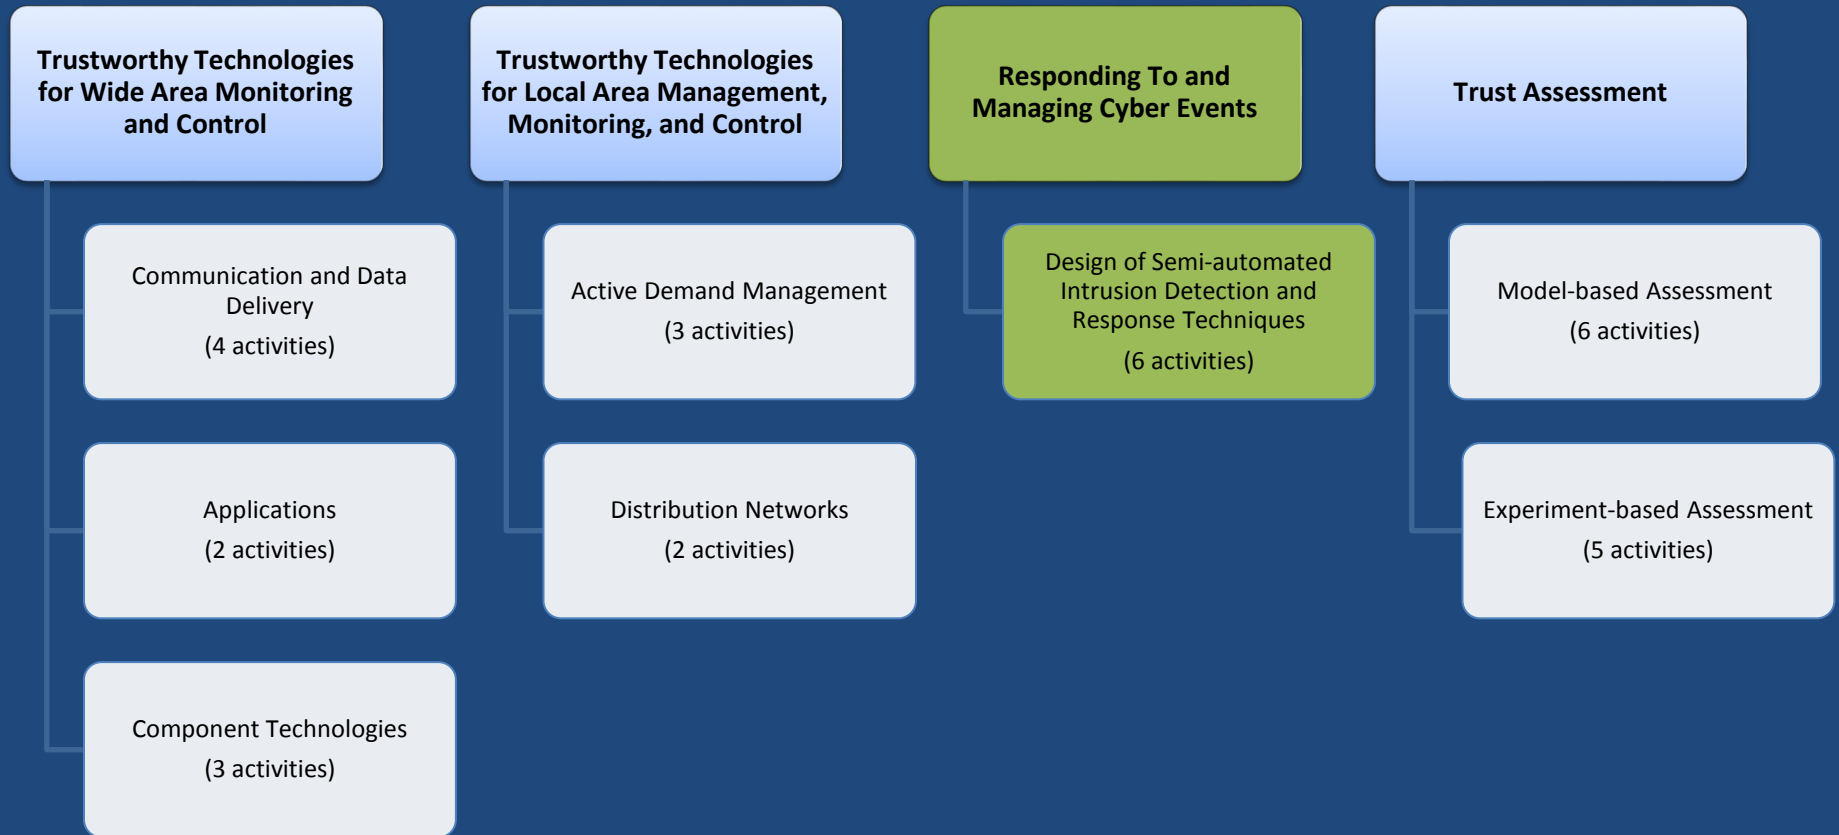 Trustworthy Technologies
for Wide Area Monitoring
and Control
Communication and Data
Delivery
(4 activities)
Applications
(2 activities)
Component Technologies
(3 activities)
Trustworthy Technologies
for Local Area Management,
Monitoring, and Control
Active Demand Management
(3 activities)
Distribution Networks
(2 activities)
Responding To and
Managing Cyber Events
Design of Semi-automated
Intrusion Detection and
Response Techniques
(6 activities)
Trust Assessment
Model-based Assessment
(6 activities)
Experiment-based Assessment
(5 activities)